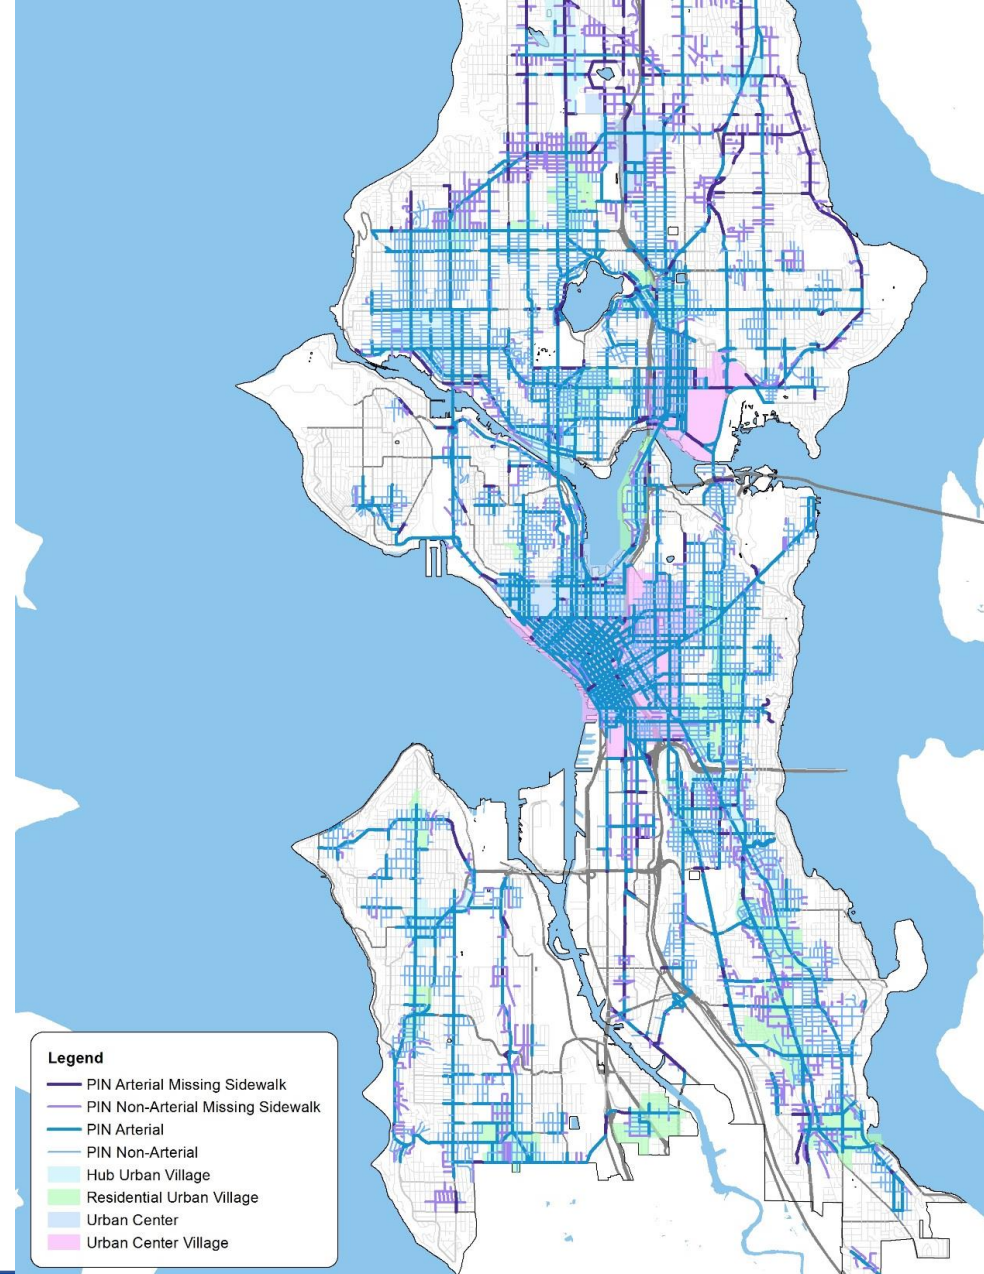 Legend
PIN Arterial Missing Sidewalk
PIN Non-Arterial Missing Sidewalk
PIN Arterial
PIN Non-Arterial
Hub Urban Village
Residential Urban Village
Urban Center
Urban Center Village